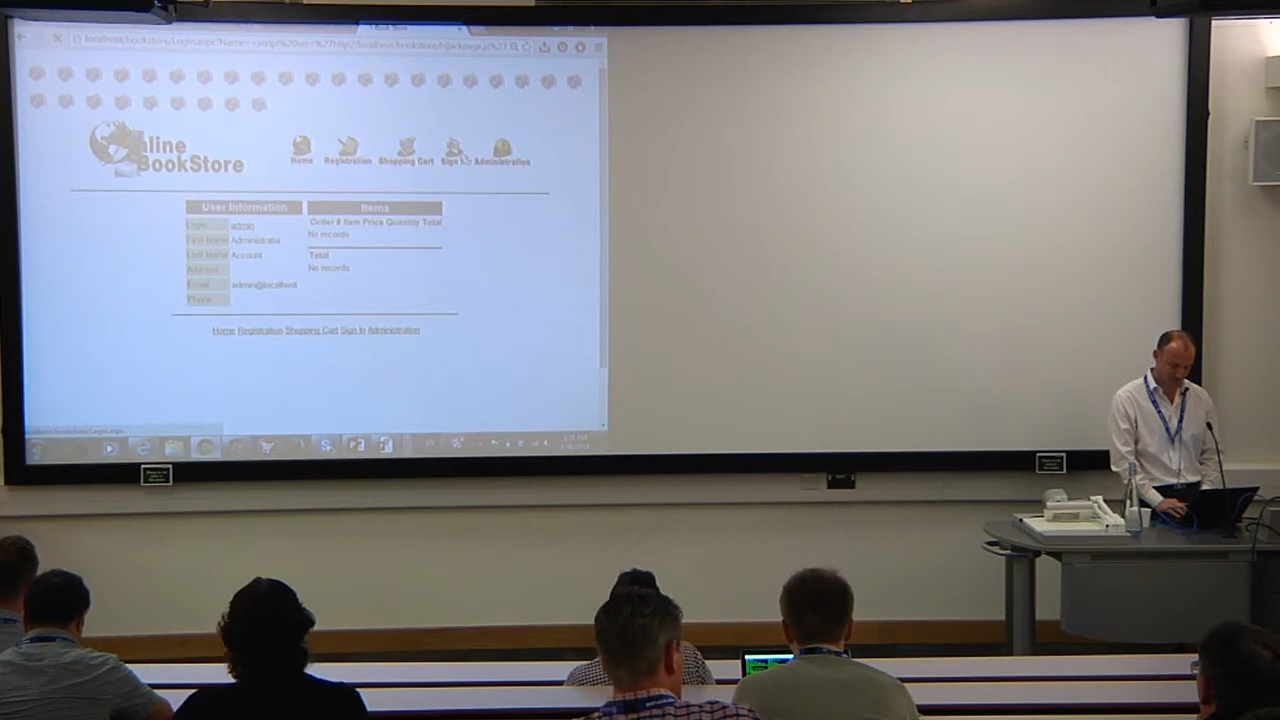 localhost/bookstore/Login.aspx?Name=<script%20src=%27http://localhost/bookstore/hijackpage.js%27
Online
BookStore
Home Registration Shopping Cart Sign Administration
User Information Items
Login admin
First Name Administrator
Last Name Account
Address
Email admin@localhost
Phone
Order # Item Price Quantity Total
No records
Total
No records
Home Registration Shopping Cart Sign In Administration